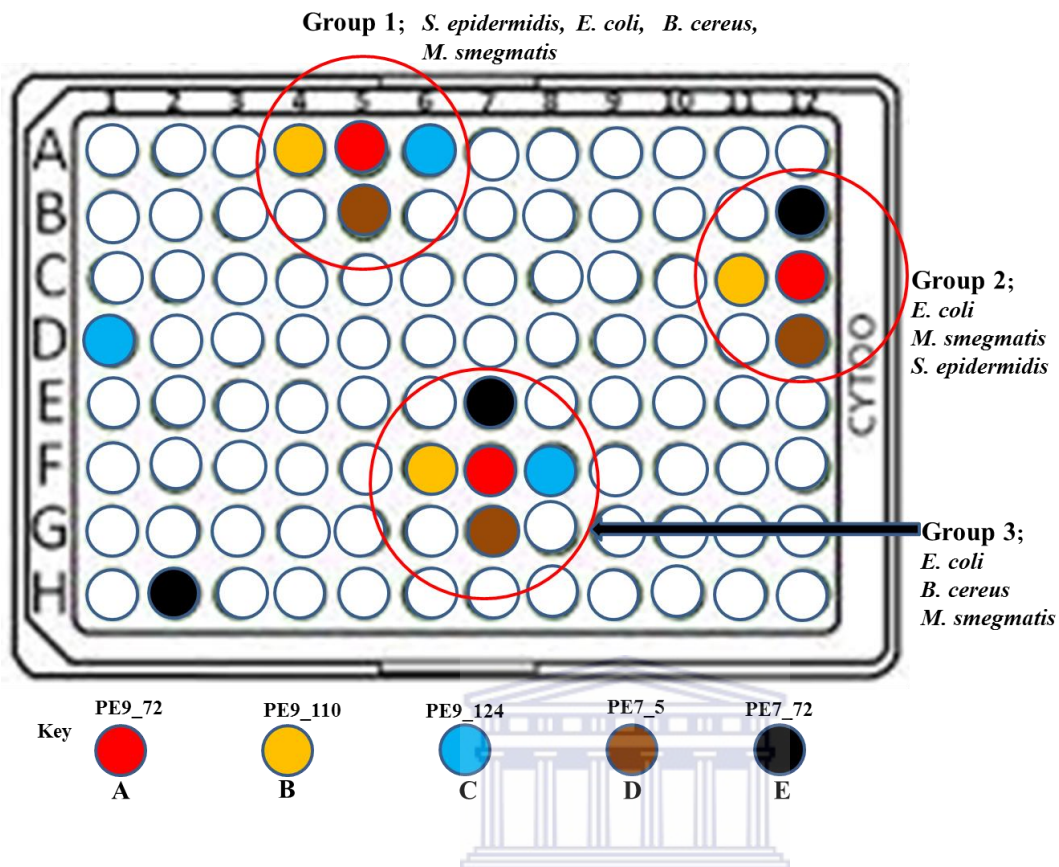 Group 1; S. epidermidis, E. coli, B. cereus,
M. smegmatis
1 2 3 4 5 6 7 8 9 10 11 12
A
B
C
D
E
F
G
H
CYTOO
Group 2;
E. coli
M. smegmatis
S. epidermidis
Group 3;
E. coli
B. cereus
M. smegmatis
Key
PE9_72 PE9_110 PE9_124 PE7_5 PE7_72
A B C D E